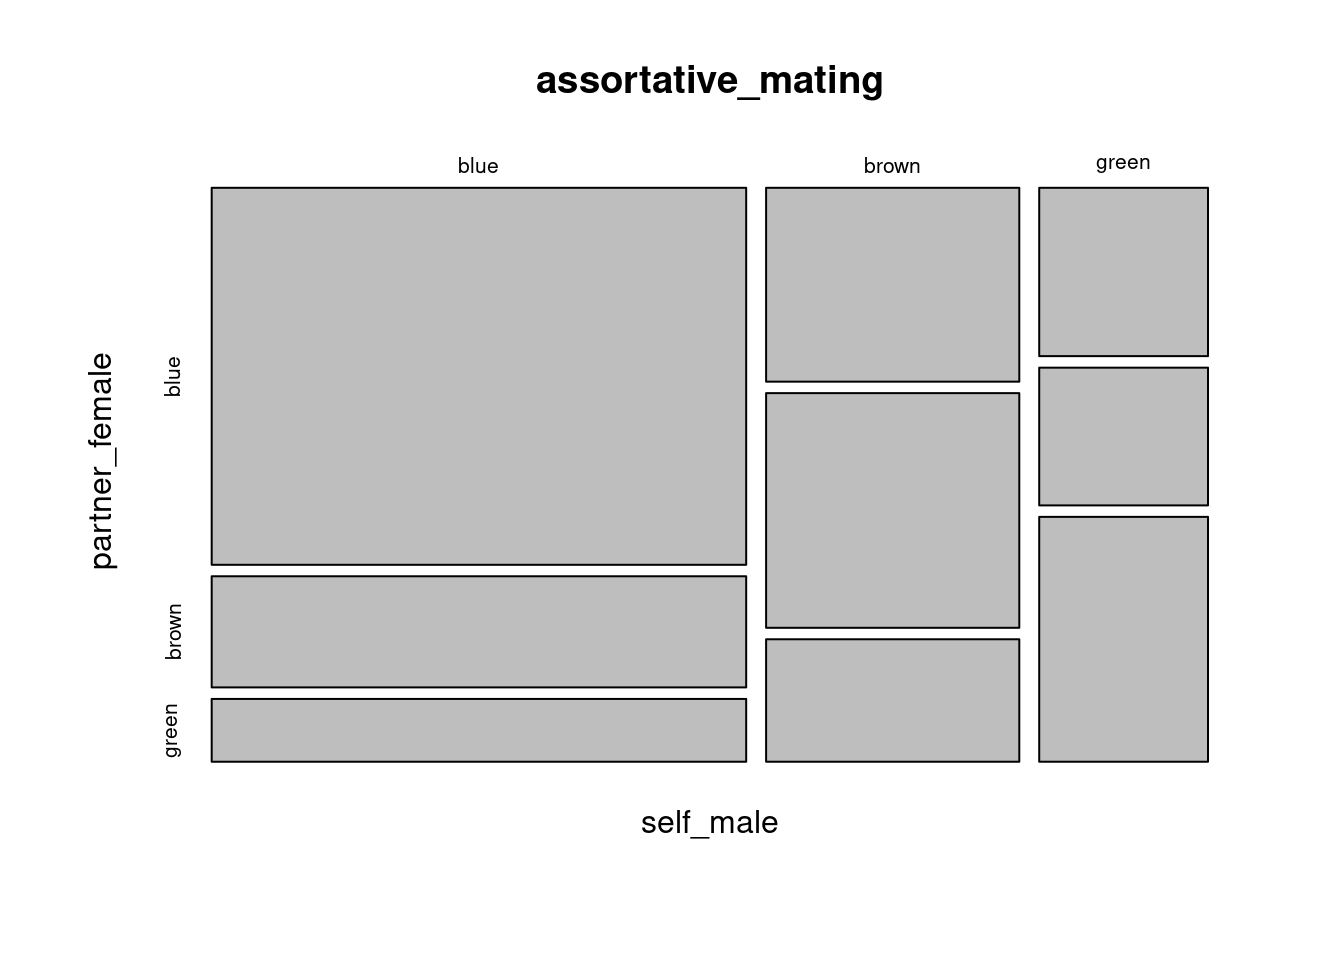 assortative_mating
blue
brown
green
partner_female
blue
brown
green
self_male